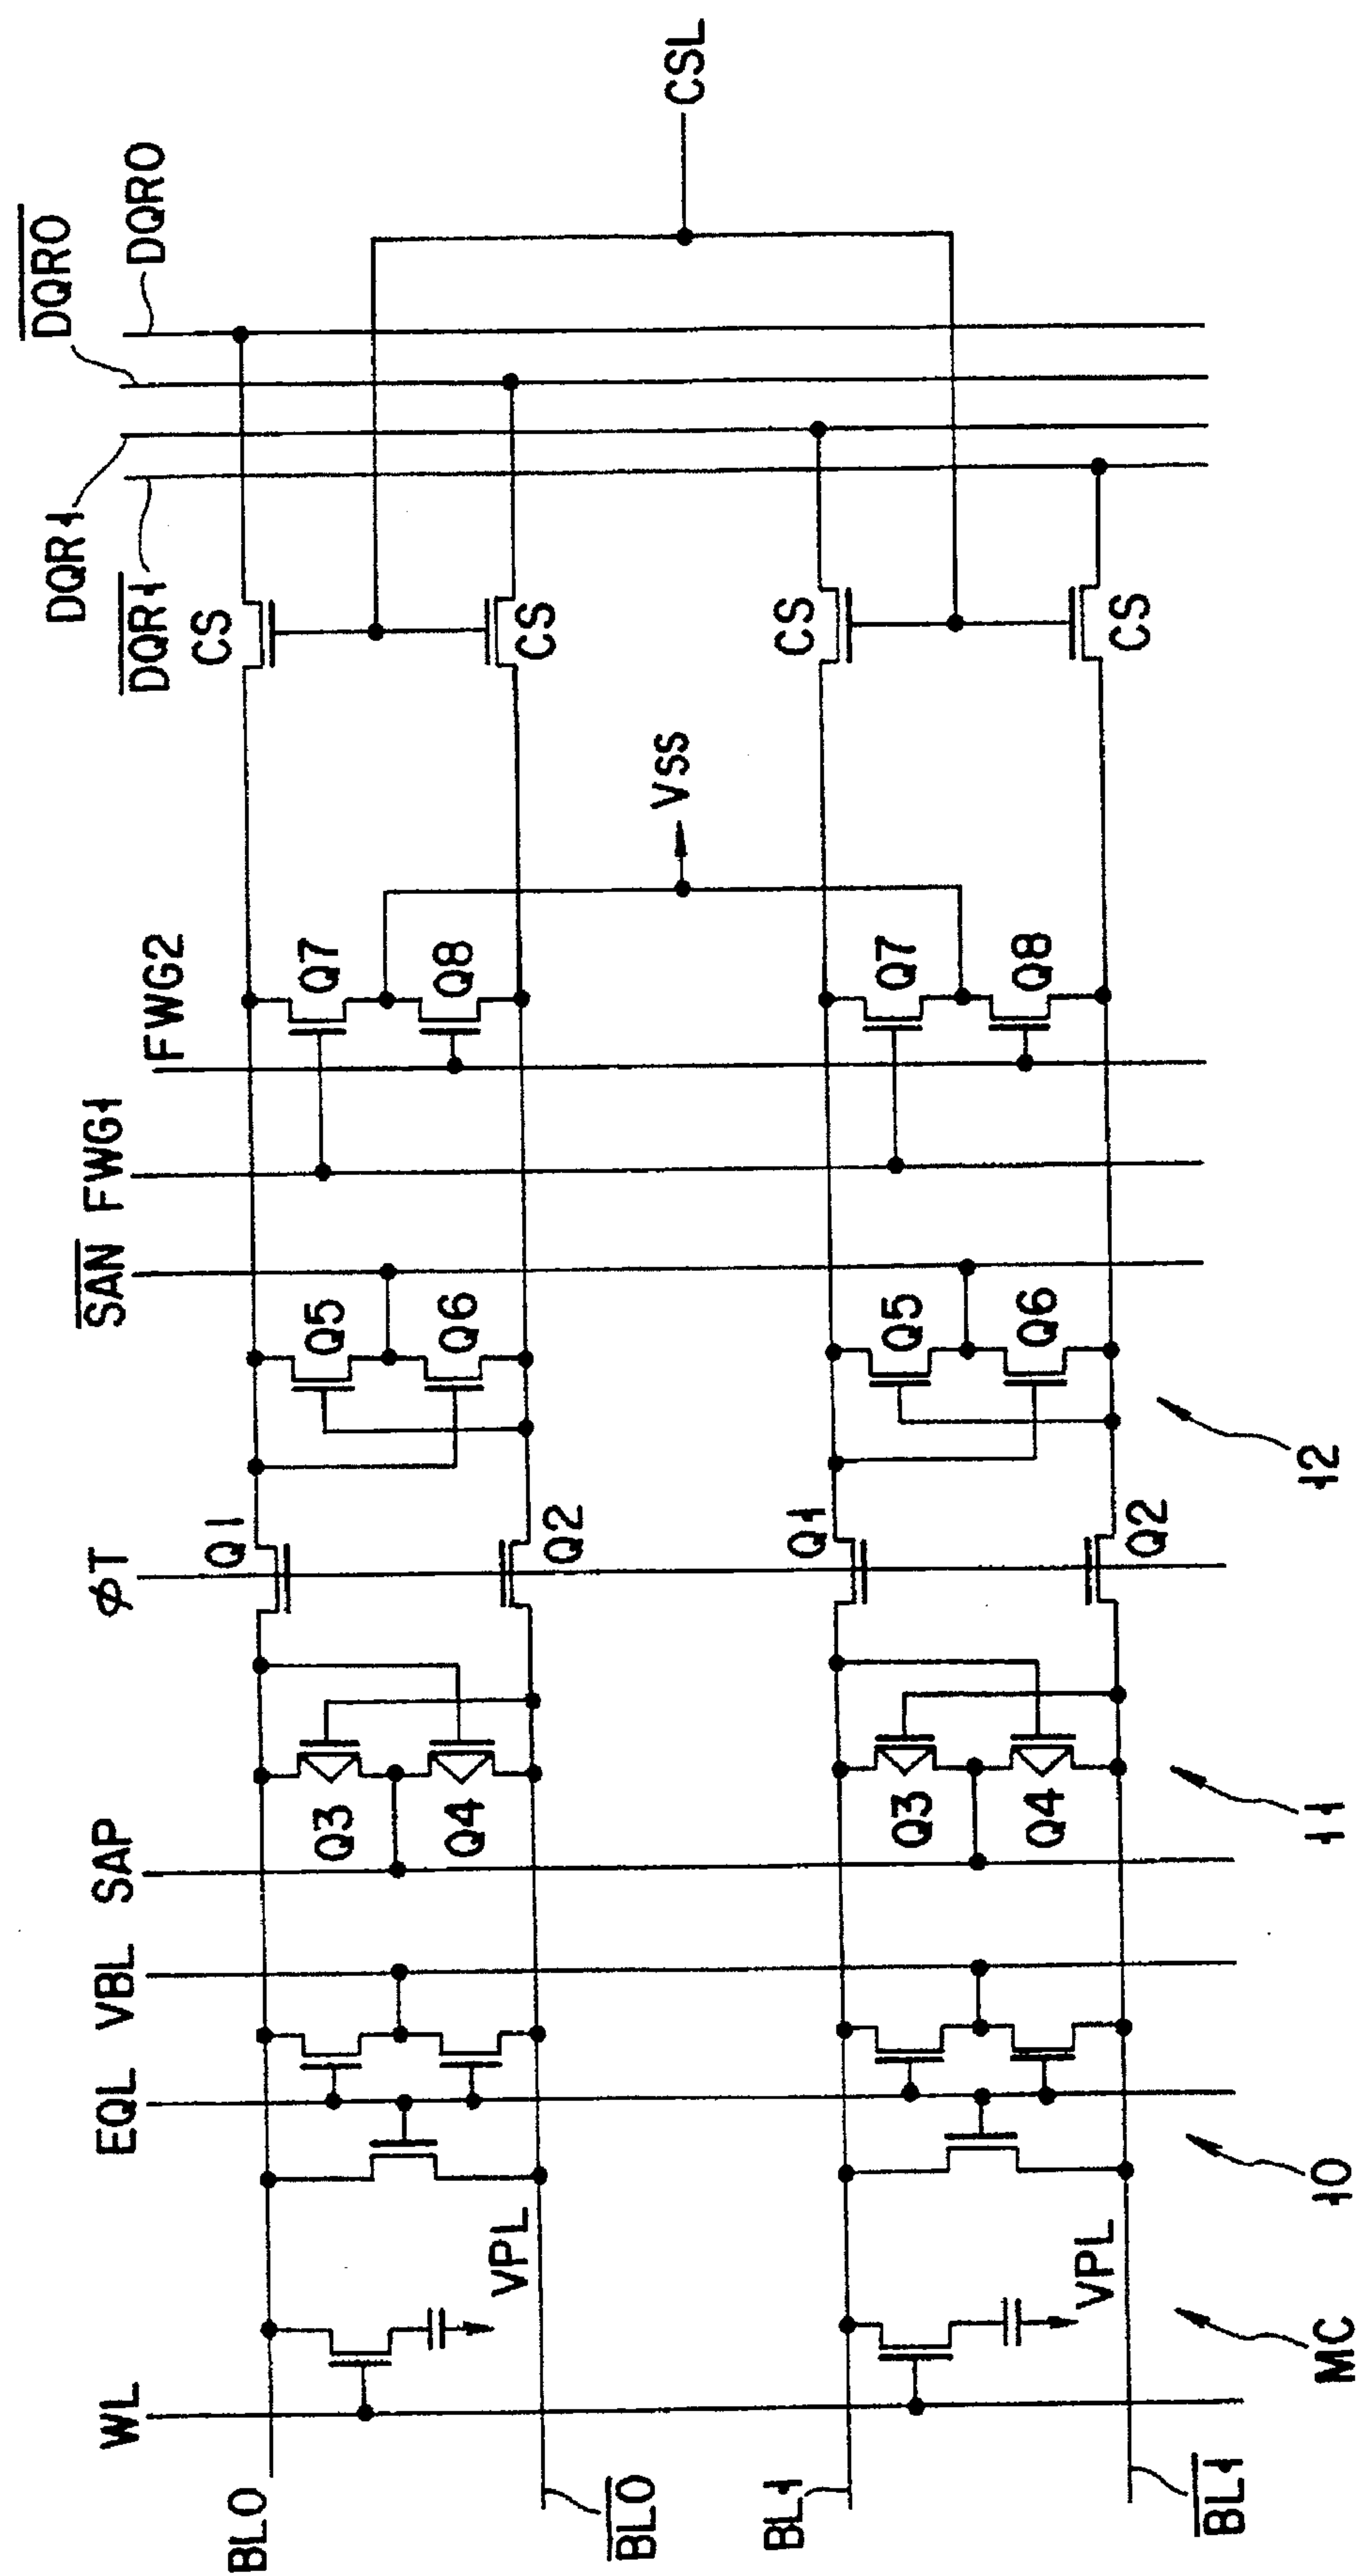 WL
EQL
VBL
SAP
φT
SAN
FWG1
FWG2
DQR1
DQR1
DQR0
DQR0
BL0
VPL
Q3
Q4
Q1
Q2
Q5
Q6
Q7
Q8
CS
CS
BL0
VSS
CSL
BL1
VPL
Q3
Q4
Q1
Q2
Q5
Q6
Q7
Q8
CS
CS
BL1
MC
10
11
12